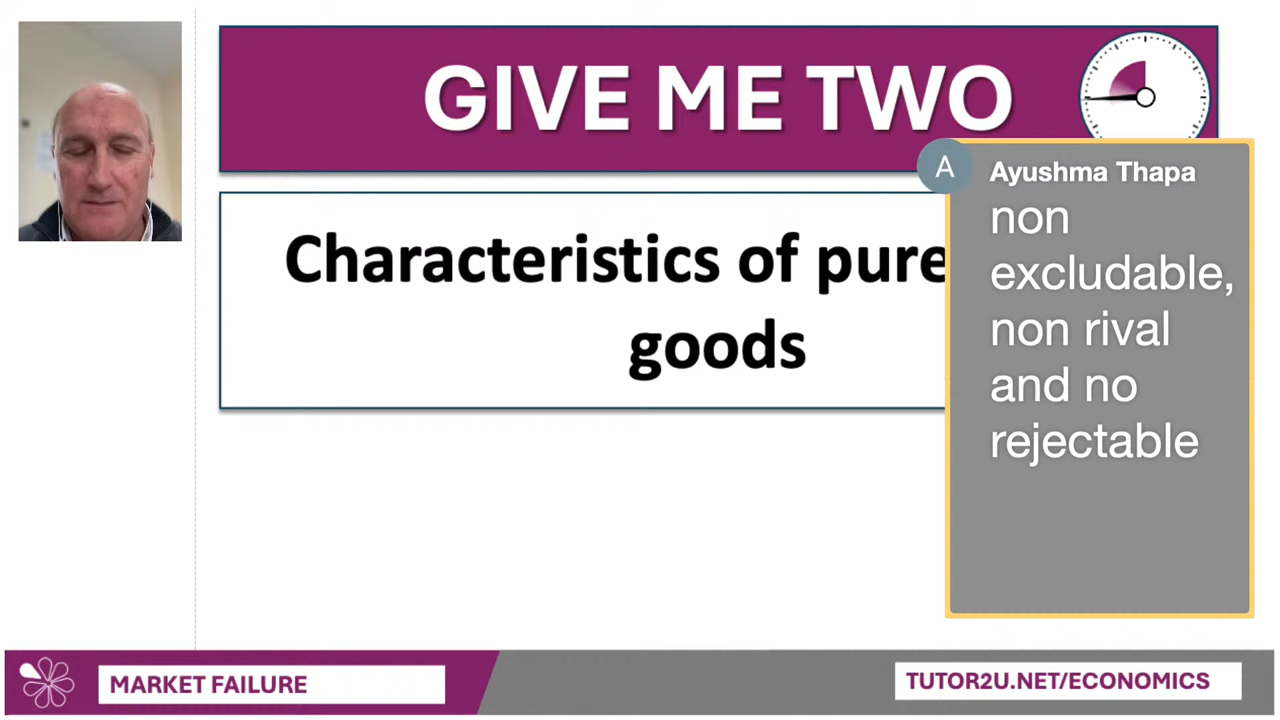 GIVE ME TWO
Characteristics of pure
goods
A
Ayushma Thapa
non
excludable,
non rival
and no
rejectable
MARKET FAILURE
TUTOR2U.NET/ECONOMICS